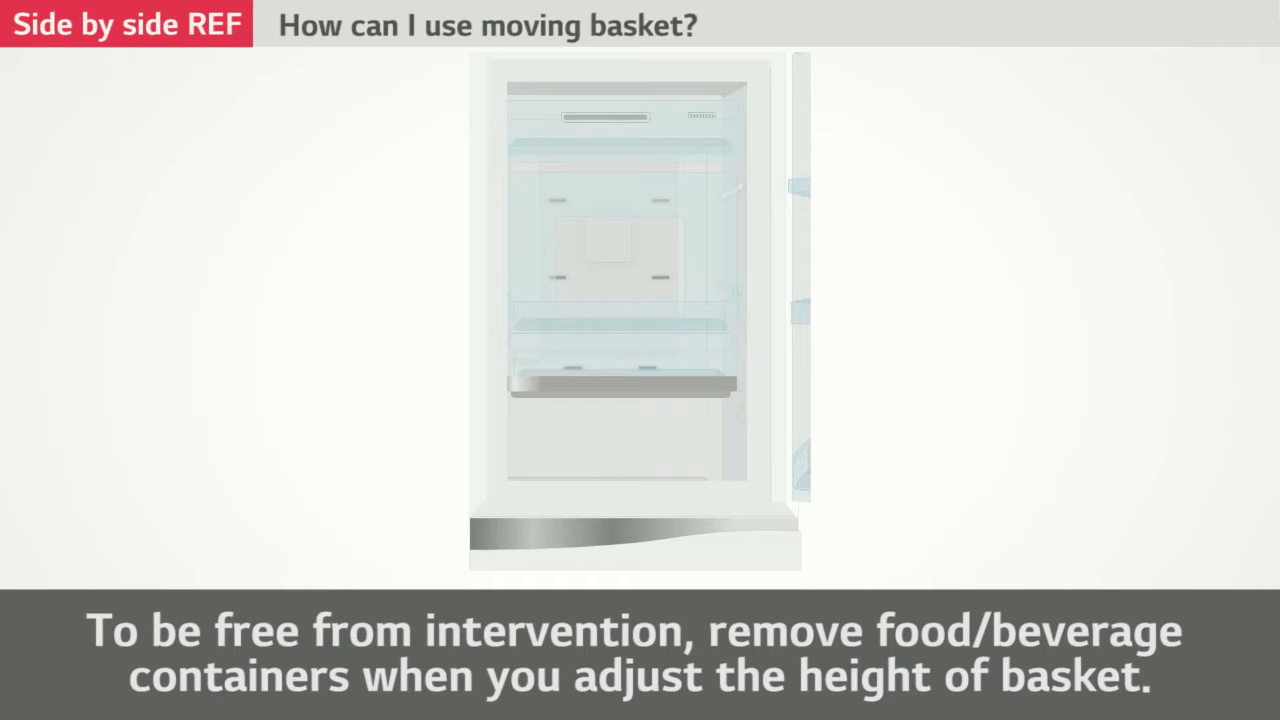 Side by side REF
How can I use moving basket?
To be free from intervention, remove food/beverage
containers when you adjust the height of basket.